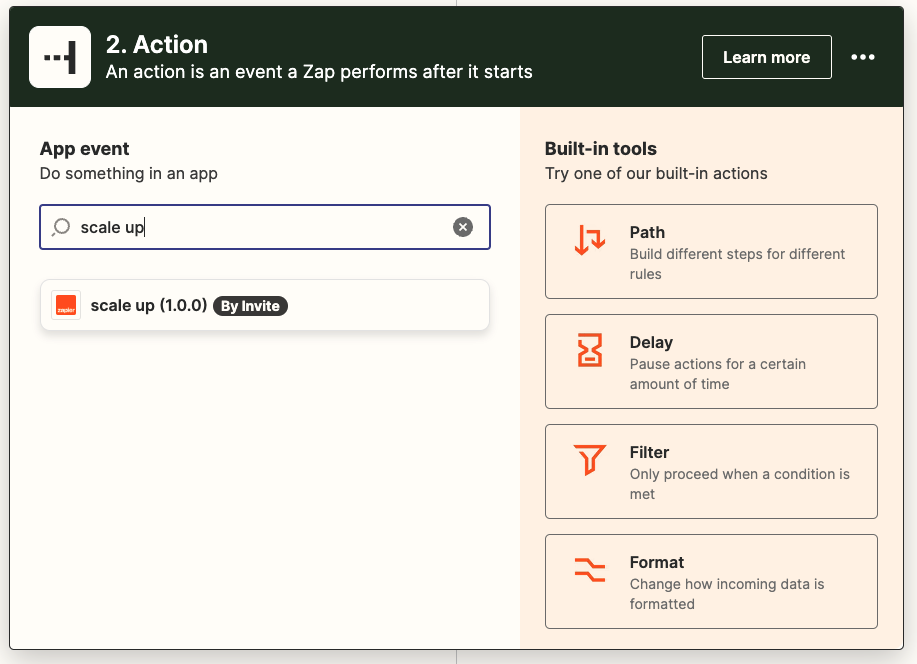 2. Action
An action is an event a Zap performs after it starts
Learn more
App event
Do something in an app
scale up
zapier
scale up (1.0.0) By Invite
Built-in tools
Try one of our built-in actions
Path
Build different steps for different
rules
Delay
Pause actions for a certain
amount of time
Filter
Only proceed when a condition is
met
Format
Change how incoming data is
formatted